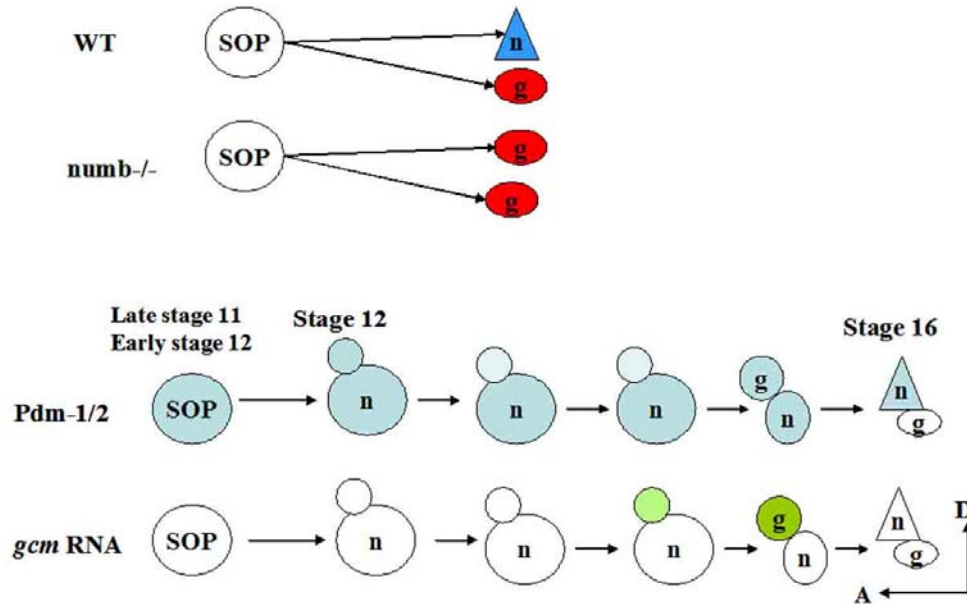 WT
SOP
n
g
numb-/-
SOP
g
g
Late stage 11
Early stage 12
Stage 12
Stage 16
Pdm-1/2
SOP
n
n
n
g
n
n
g
gcm RNA
SOP
n
n
n
g
n
n
g
D
A